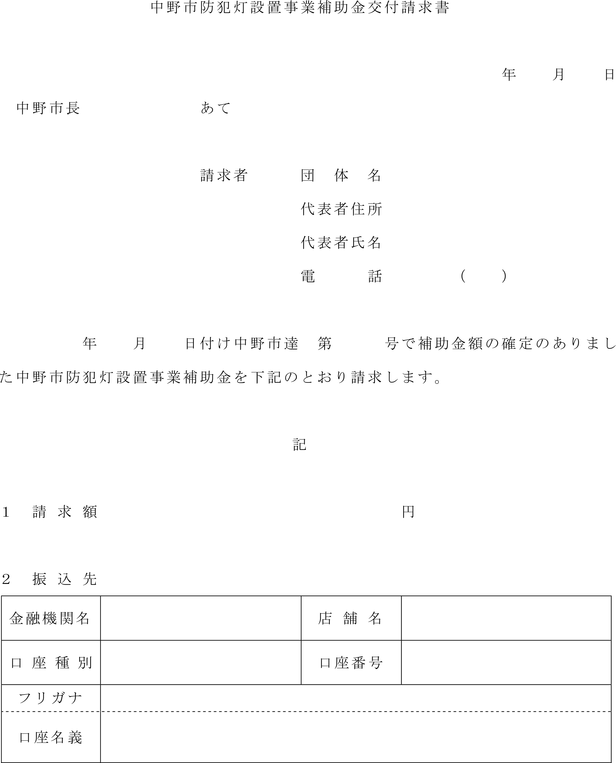 中野市防犯灯設置事業補助金交付請求書
年　　月　　日
中野市長　　　　　　　あて
請求者　　　団　体　名
代表者住所
代表者氏名
電　　　話　　　　　（　　）
年　　月　　日付け中野市達　第　　　号で補助金額の確定のありまし
た中野市防犯灯設置事業補助金を下記のとおり請求します。
記
1　請 求 額　　　　　　　　　　　　　　　　　　円
2　振 込 先
金融機関名　　　　　　　　店 舗 名
口 座 種 別　　　　　　　　口座番号
フリガナ
口座名義